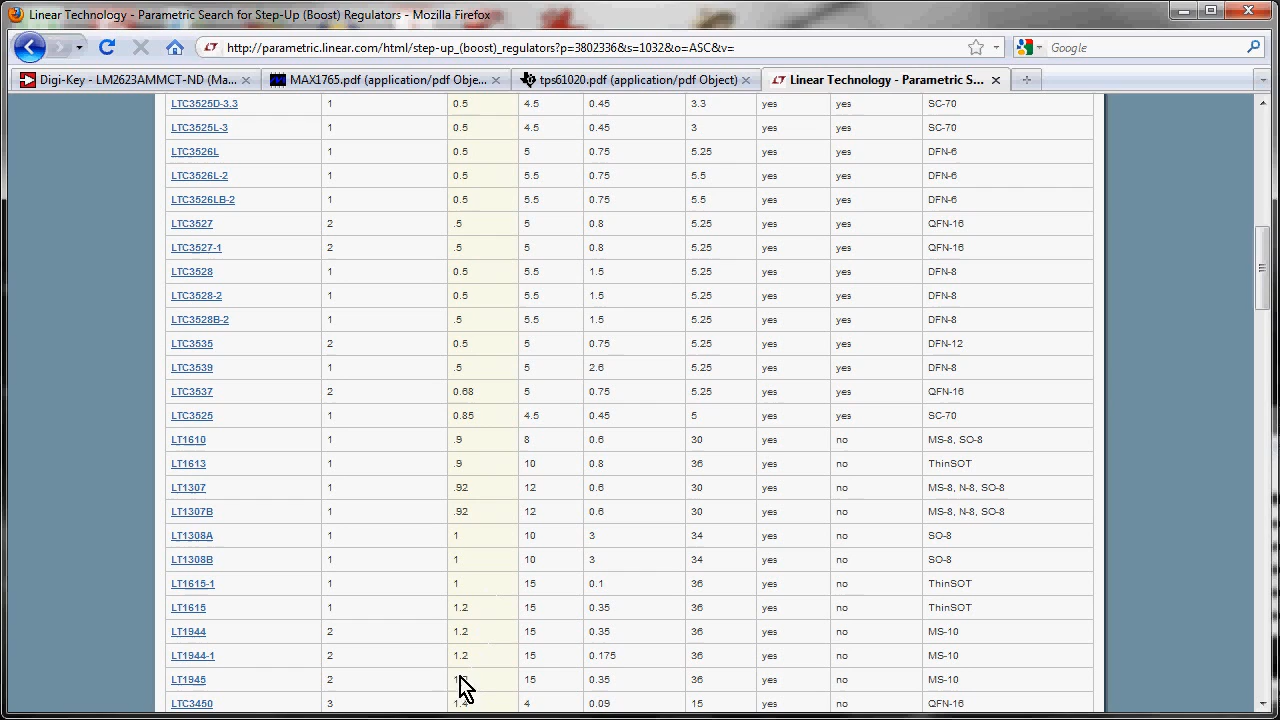 Linear Technology - Parametric Search for Step-Up (Boost) Regulators - Mozilla Firefox
http://parametric.linear.com/html/step-up_(boost)_regulators?p=3802336&s=1032&o=ASC&v= Google
Digi-Key - LM2623AMMCT-ND (Ma... MAX1765.pdf (application/pdf Obje... tps61020.pdf (application/pdf Object) Linear Technology - Parametric S...
LTC3525D-3.3 1 0.5 4.5 0.45 3.3 yes yes SC-70
LTC3525L-3 1 0.5 4.5 0.45 3 yes yes SC-70
LTC3526L 1 0.5 5 0.75 5.25 yes yes DFN-6
LTC3526L-2 1 0.5 5.5 0.75 5.5 yes yes DFN-6
LTC3526LB-2 1 0.5 5.5 0.75 5.5 yes yes DFN-6
LTC3527 2 .5 5 0.8 5.25 yes yes QFN-16
LTC3527-1 2 .5 5 0.8 5.25 yes yes QFN-16
LTC3528 1 0.5 5.5 1.5 5.25 yes yes DFN-8
LTC3528-2 1 0.5 5.5 1.5 5.25 yes yes DFN-8
LTC3528B-2 1 .5 5.5 1.5 5.25 yes yes DFN-8
LTC3535 2 0.5 5 0.75 5.25 yes yes DFN-12
LTC3539 1 .5 5 2.6 5.25 yes yes DFN-8
LTC3537 2 0.68 5 0.75 5.25 yes yes QFN-16
LTC3525 1 0.85 4.5 0.45 5 yes yes SC-70
LT1610 1 .9 8 0.6 30 yes no MS-8, SO-8
LT1613 1 .9 10 0.8 36 yes no ThinSOT
LT1307 1 .92 12 0.6 30 yes no MS-8, N-8, SO-8
LT1307B 1 .92 12 0.6 30 yes no MS-8, N-8, SO-8
LT1308A 1 1 10 3 34 yes no SO-8
LT1308B 1 1 10 3 34 yes no SO-8
LT1615-1 1 1 15 0.1 36 yes no ThinSOT
LT1615 1 1.2 15 0.35 36 yes no ThinSOT
LT1944 2 1.2 15 0.35 36 yes no MS-10
LT1944-1 2 1.2 15 0.175 36 yes no MS-10
LT1945 2 15 0.35 36 yes no MS-10
LTC3450 3 1.4 4 0.09 15 yes no QFN-16